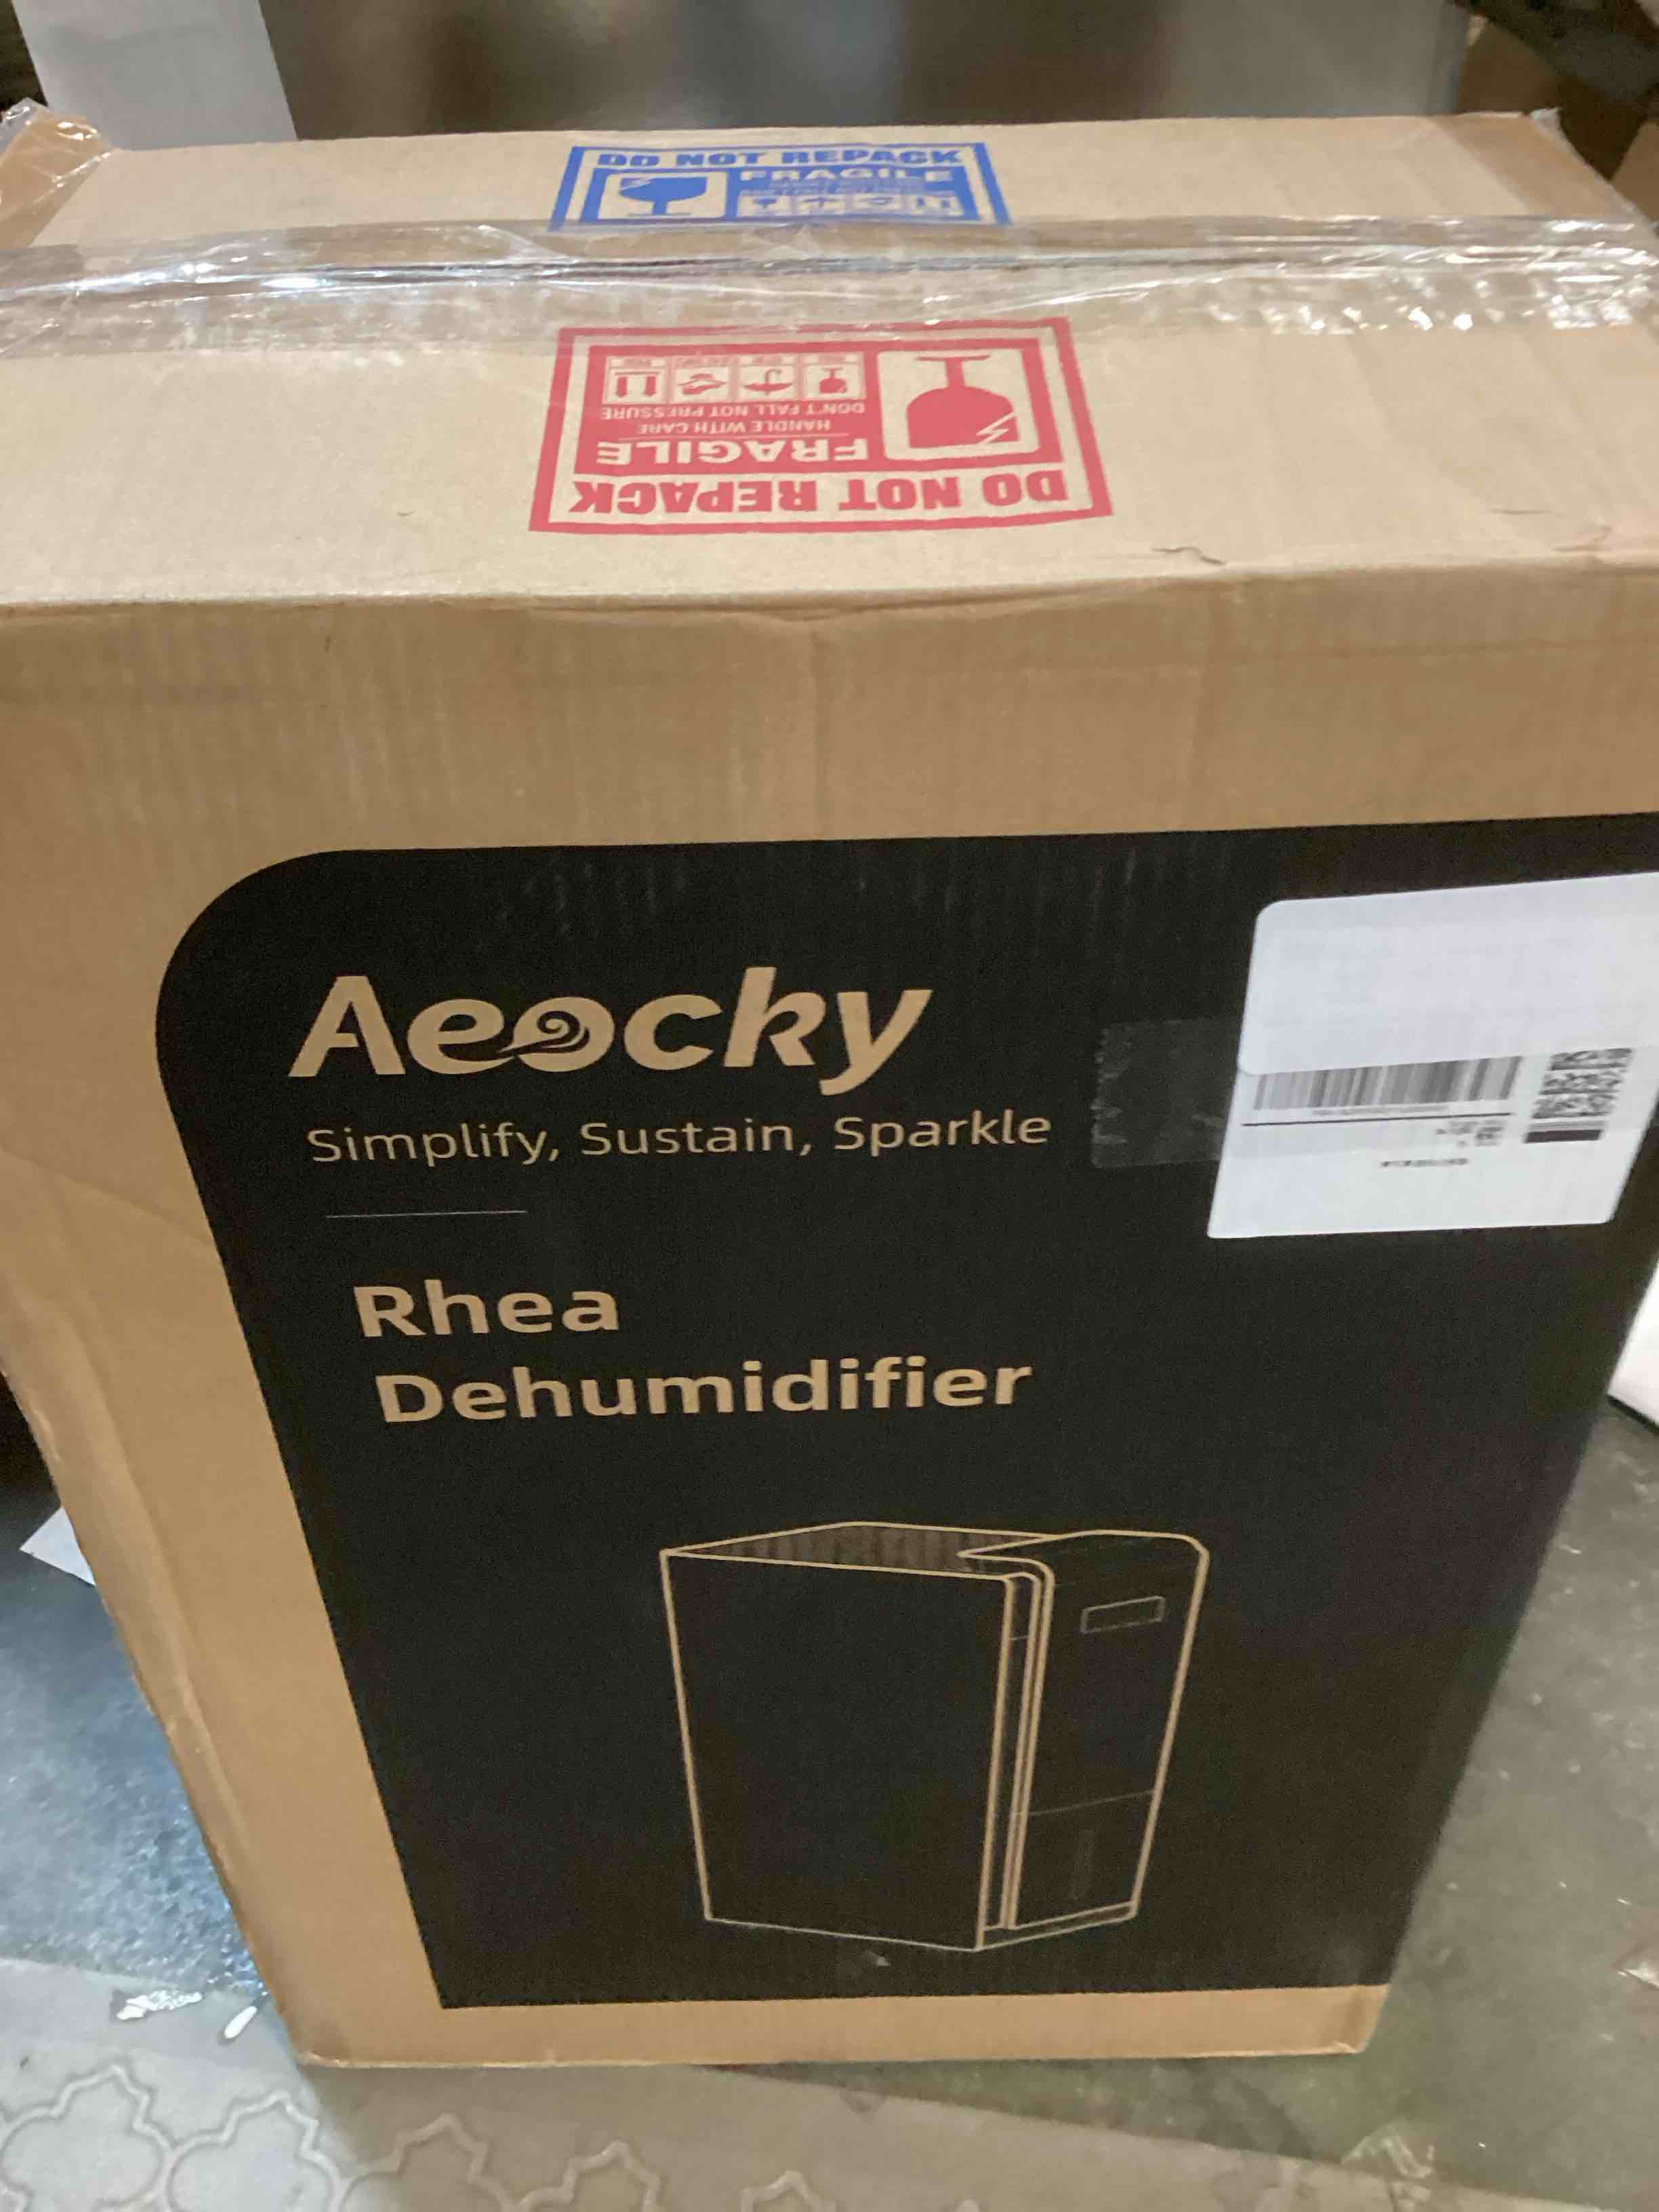 DO NOT REPACK
FRAGILE
DO NOT REPACK
FRAGILE
HANDLE WITH CARE
DON'T FALL NOT PRESSURE
Aeocky
Simplify, Sustain, Sparkle
Rhea
Dehumidifier